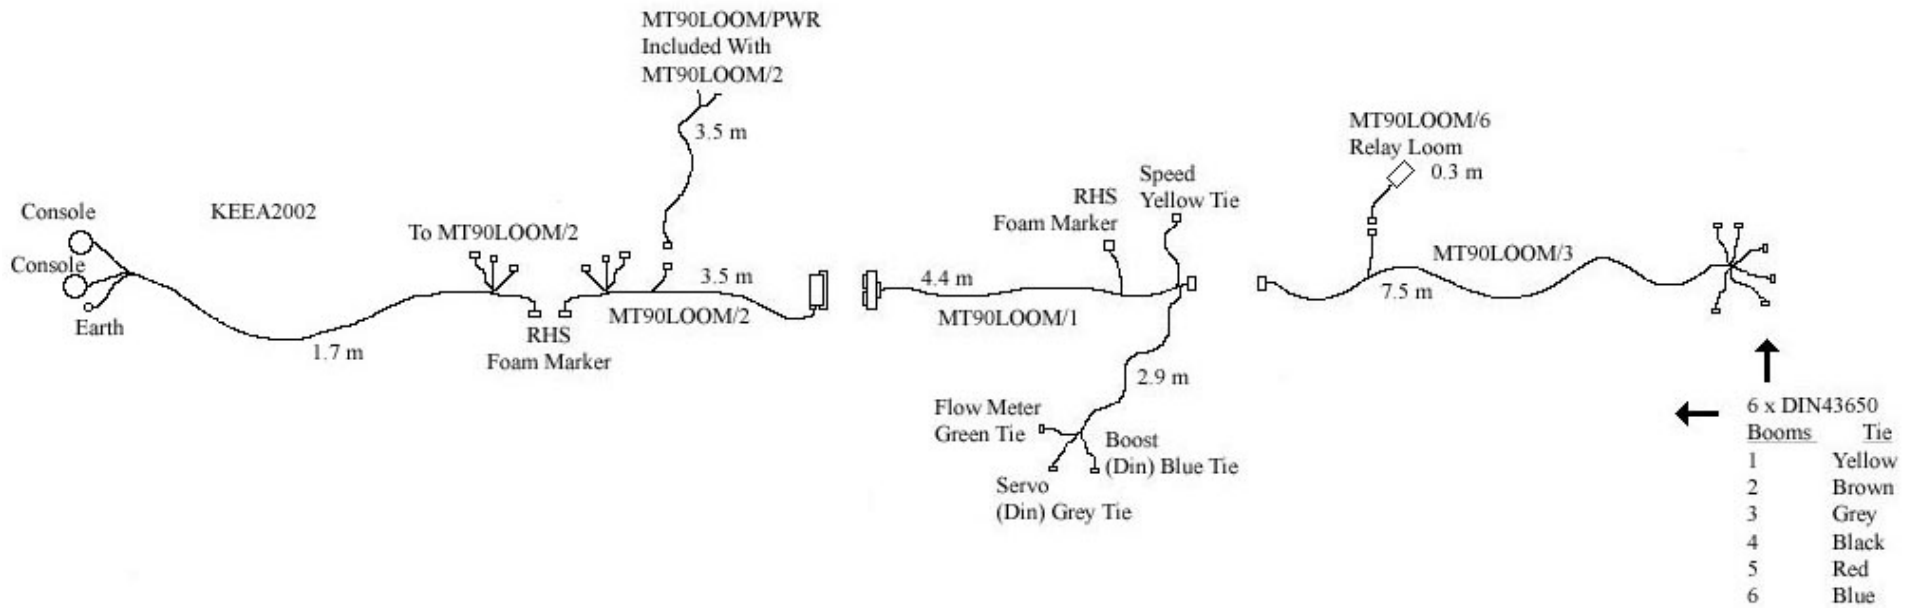 MT90LOOM/PWR
Included With
MT90LOOM/2
3.5 m
MT90LOOM/6
Relay Loom
0.3 m
Speed
Yellow Tie
RHS
Foam Marker
Console
KEEA2002
To MT90LOOM/2
Console
Earth
1.7 m
RHS
Foam Marker
3.5 m
MT90LOOM/2
4.4 m
MT90LOOM/1
MT90LOOM/3
7.5 m
2.9 m
Flow Meter
Green Tie
Boost
(Din) Blue Tie
Servo
(Din) Grey Tie
6 x DIN43650
Booms Tie
1 Yellow
2 Brown
3 Grey
4 Black
5 Red
6 Blue